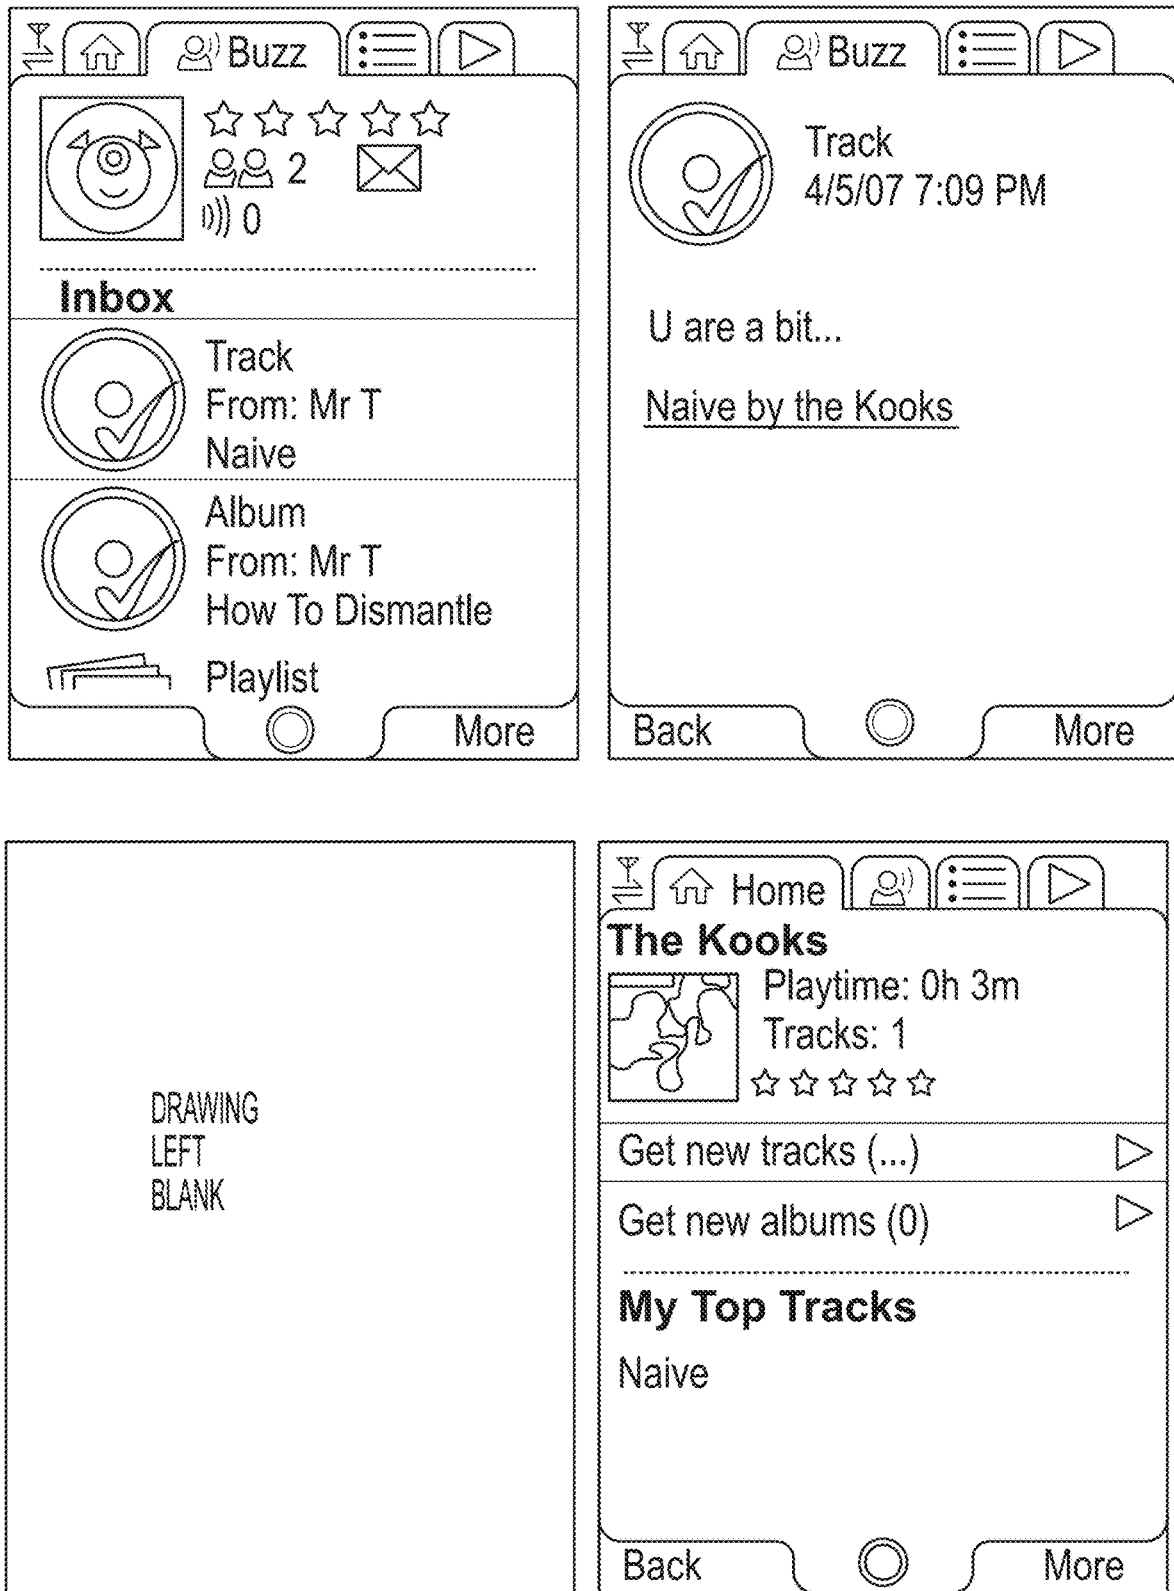 Buzz
2
0
Inbox
Track
From: Mr T
Naive
Album
From: Mr T
How To Dismantle
Playlist
More
Buzz
Track
4/5/07 7:09 PM
U are a bit...
Naive by the Kooks
Back More
DRAWING
LEFT
BLANK
Home
The Kooks
Playtime: 0h 3m
Tracks: 1
Get new tracks (...)
Get new albums (0)
My Top Tracks
Naive
Back More